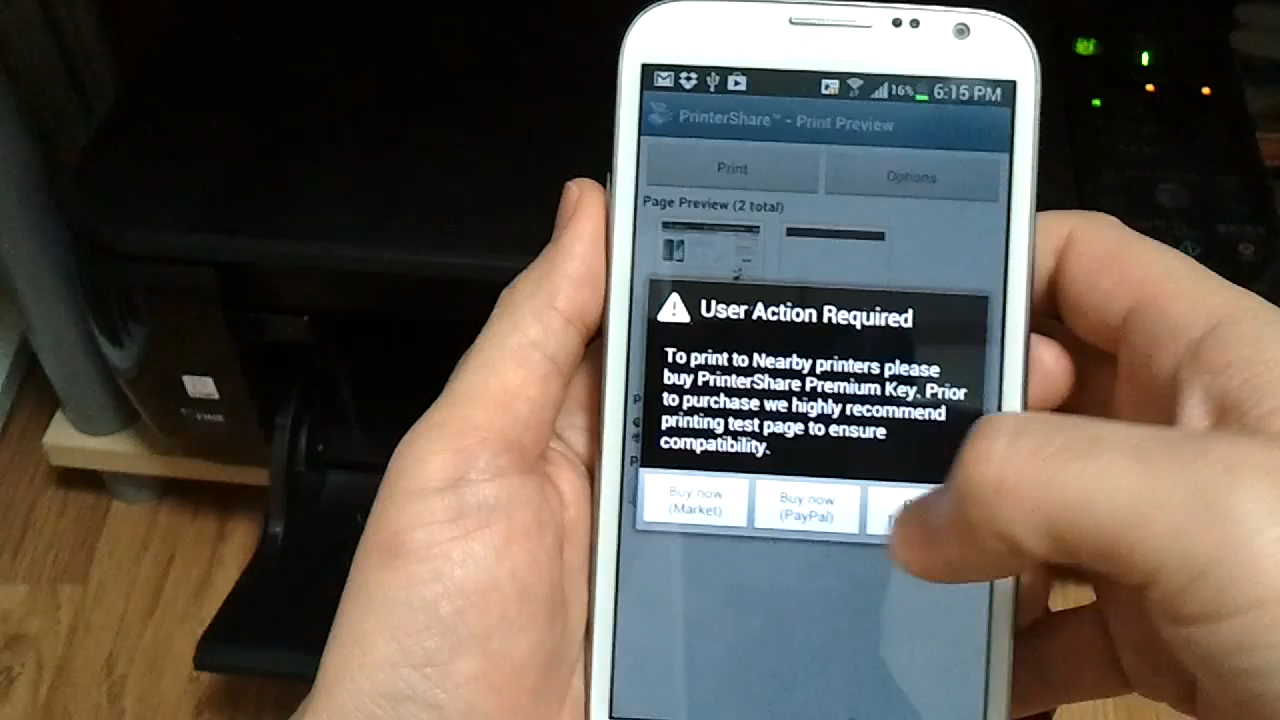 16% 6:15 PM
PrinterShare™ - Print Preview
Print Options
Page Preview (2 total)
User Action Required
To print to Nearby printers please
buy PrinterShare Premium Key. Prior
to purchase we highly recommend
printing test page to ensure
compatibility.
Buy now
(Market)
Buy now
(PayPal)